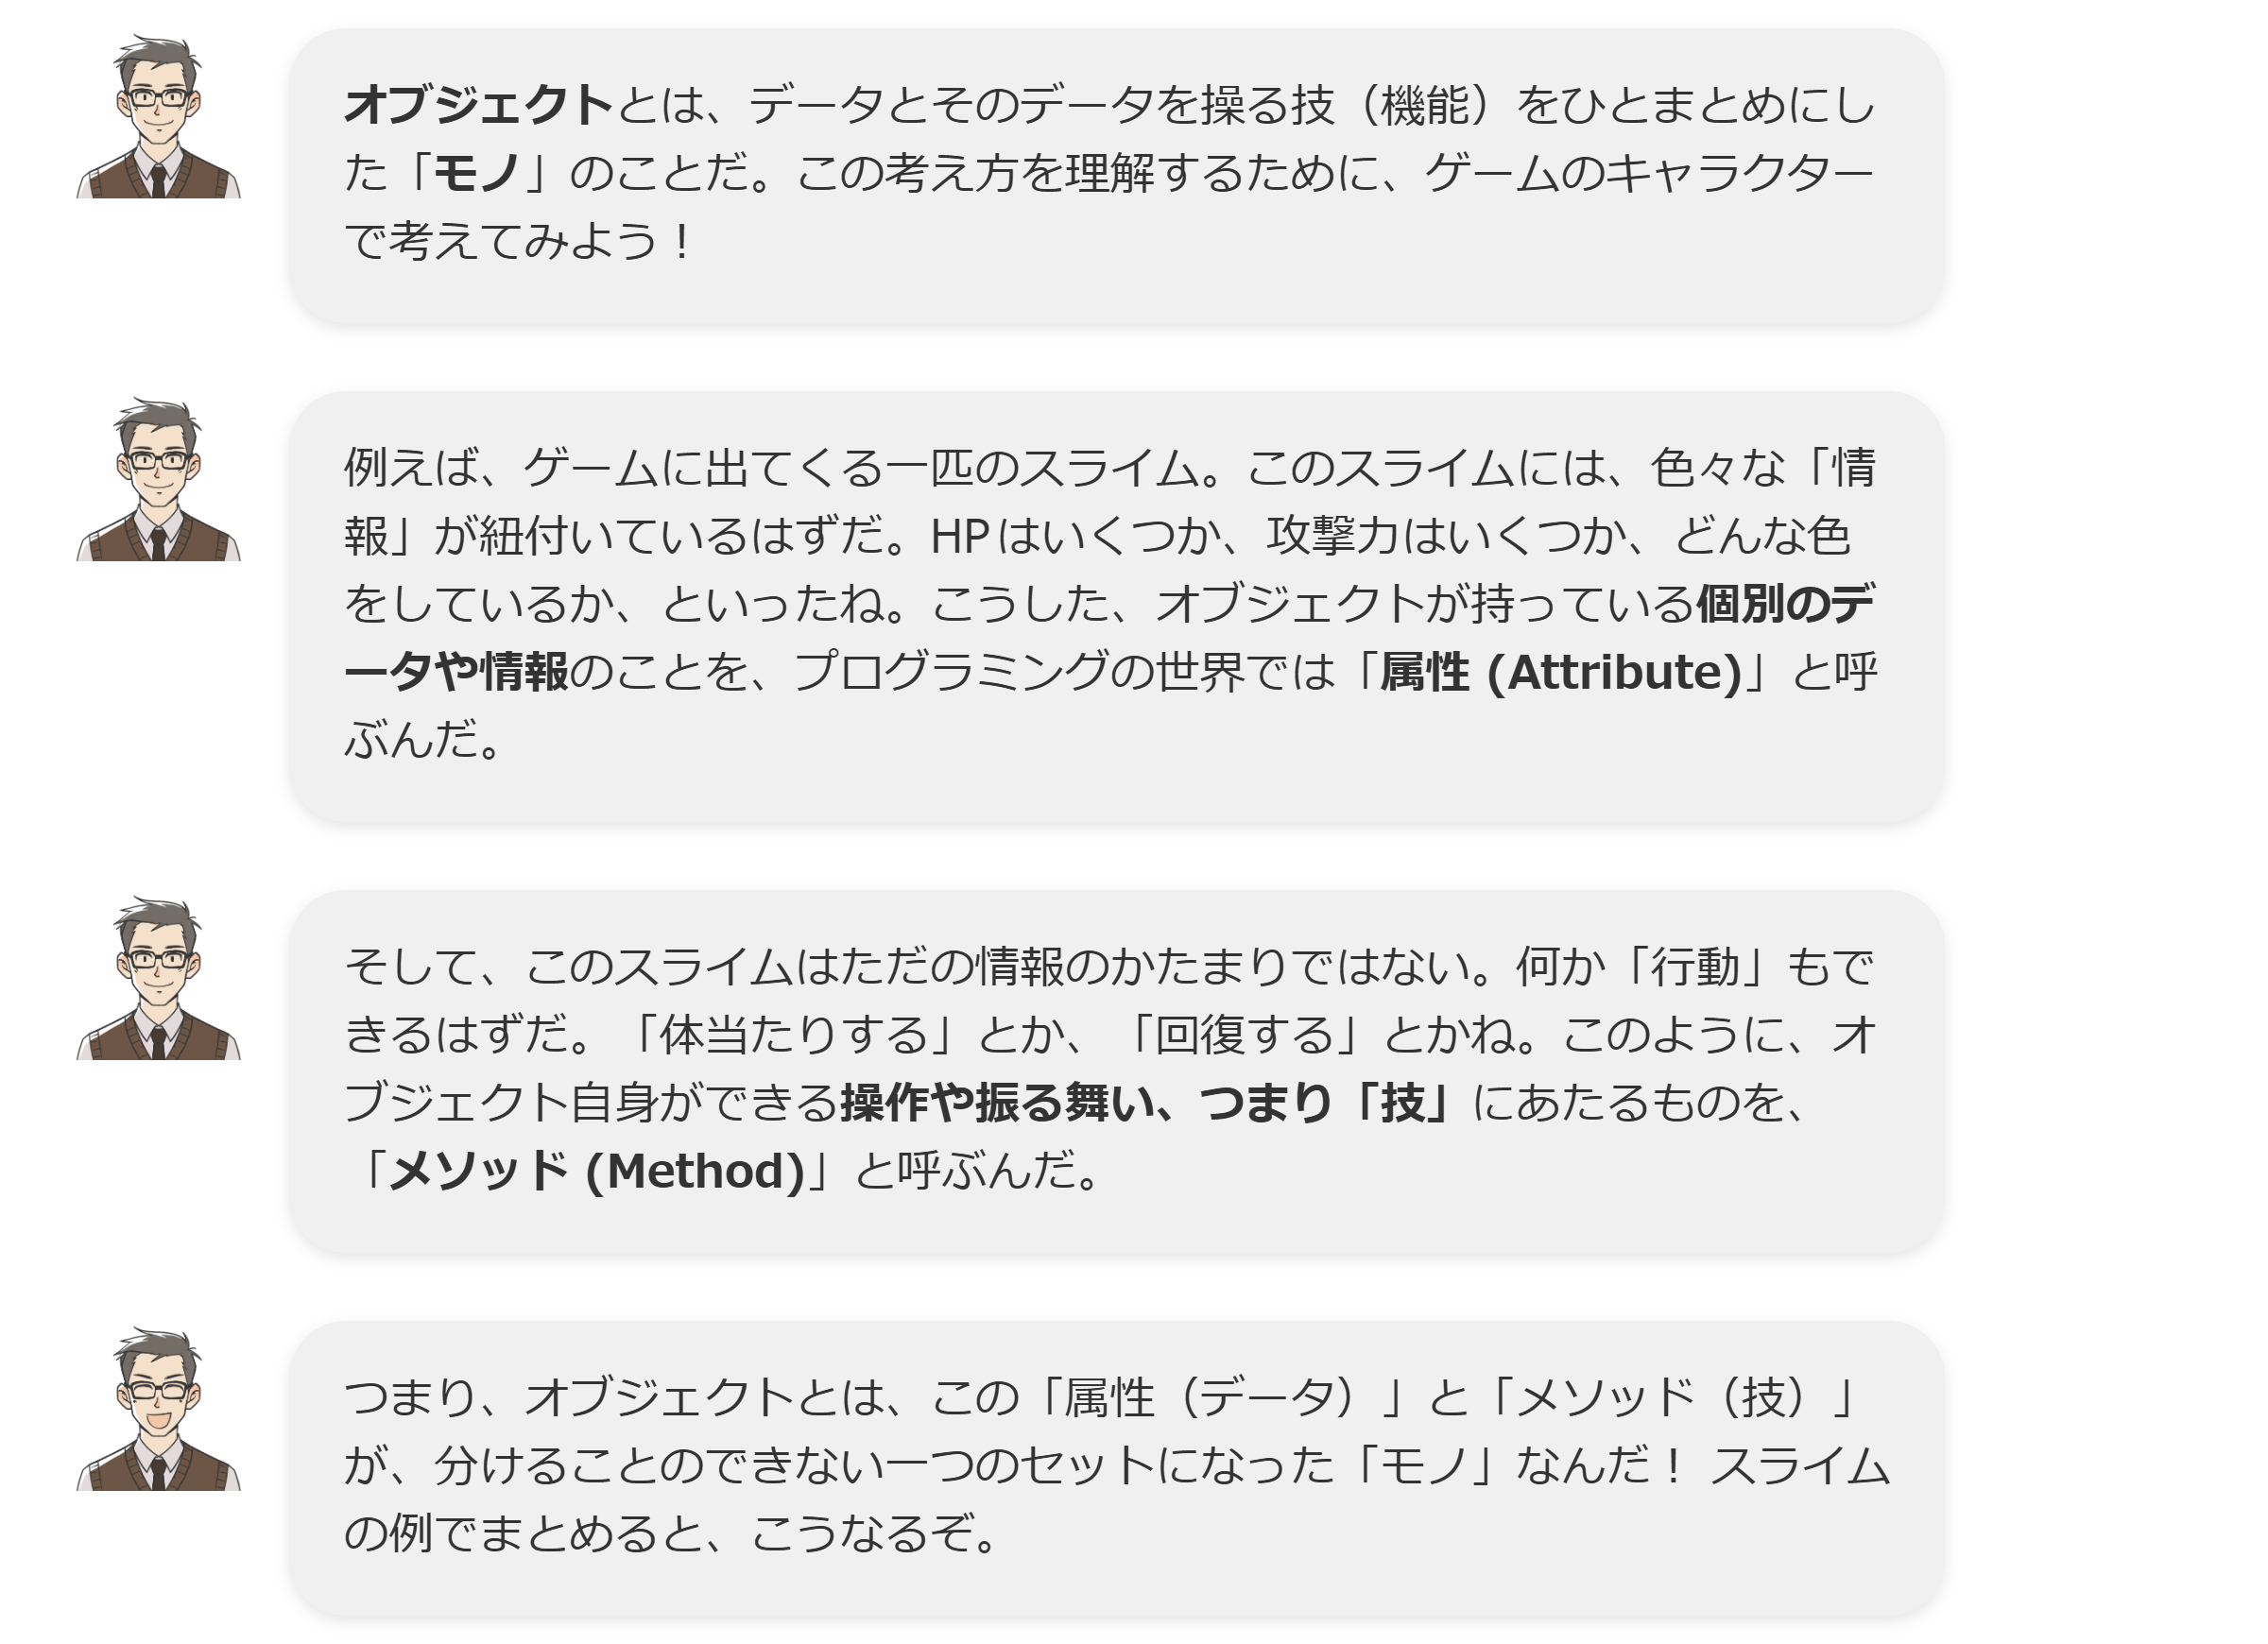 オブジェクトとは、データとそのデータを操る技（機能）をひとまとめにし
た「モノ」のことだ。この考え方を理解するために、ゲームのキャラクター
で考えてみよう！
例えば、ゲームに出てくる一匹のスライム。このスライムには、色々な「情
報」が紐付いているはずだ。HPはいくつか、攻撃力はいくつか、どんな色
をしているか、といったね。こうした、オブジェクトが持っている個別のデ
ータや情報のことを、プログラミングの世界では「属性 (Attribute)」と呼
ぶんだ。
そして、このスライムはただの情報のかたまりではない。何か「行動」もで
きるはずだ。「体当たりする」とか、「回復する」とかね。このように、オ
ブジェクト自身ができる操作や振る舞い、つまり「技」にあたるものを、
「メソッド (Method)」と呼ぶんだ。
つまり、オブジェクトとは、この「属性（データ）」と「メソッド（技）」
が、分けることのできない一つのセットになった「モノ」なんだ！ スライム
の例でまとめると、こうなるぞ。